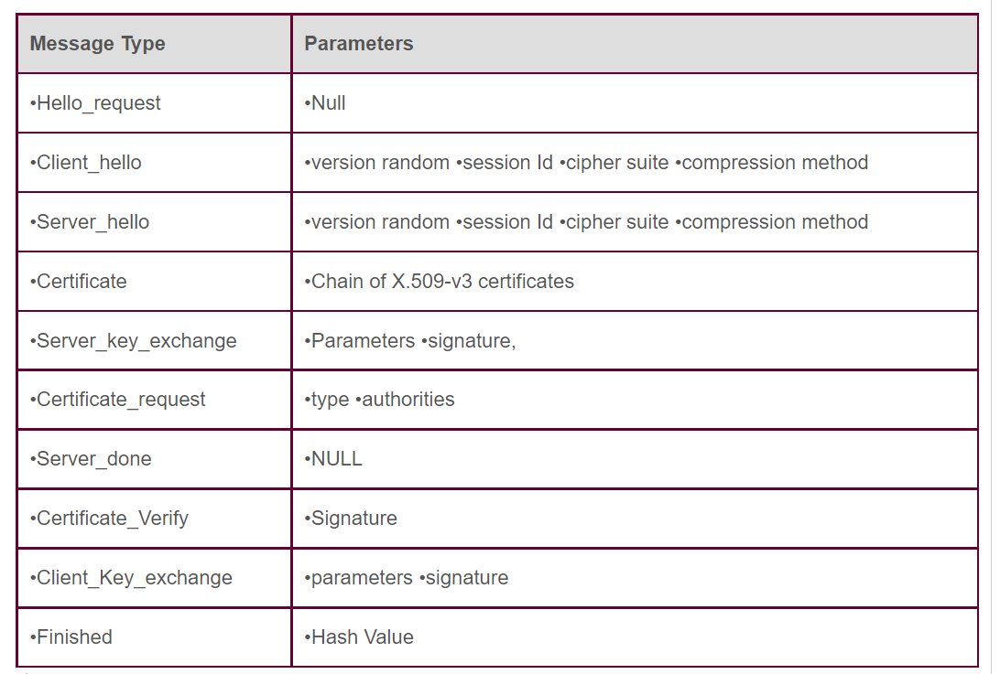 Message Type Parameters
•Hello_request •Null
•Client_hello •version random •session Id •cipher suite •compression method
•Server_hello •version random •session Id •cipher suite •compression method
•Certificate •Chain of X.509-v3 certificates
•Server_key_exchange •Parameters •signature,
•Certificate_request •type •authorities
•Server_done •NULL
•Certificate_Verify •Signature
•Client_Key_exchange •parameters •signature
•Finished •Hash Value